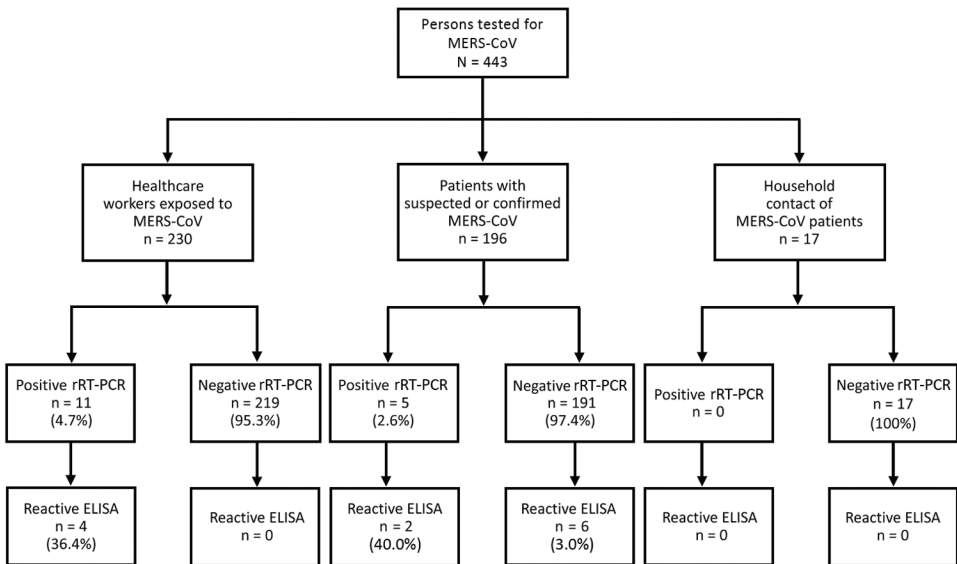 Persons tested for
MERS-CoV
N = 443
Healthcare
workers exposed to
MERS-CoV
n = 230
Patients with
suspected or confirmed
MERS-CoV
n = 196
Household
contact of
MERS-CoV patients
n = 17
Positive rRT-PCR
n = 11
(4.7%)
Negative rRT-PCR
n = 219
(95.3%)
Positive rRT-PCR
n = 5
(2.6%)
Negative rRT-PCR
n = 191
(97.4%)
Positive rRT-PCR
n = 0
Negative rRT-PCR
n = 17
(100%)
Reactive ELISA
n = 4
(36.4%)
Reactive ELISA
n = 0
Reactive ELISA
n = 2
(40.0%)
Reactive ELISA
n = 6
(3.0%)
Reactive ELISA
n = 0
Reactive ELISA
n = 0